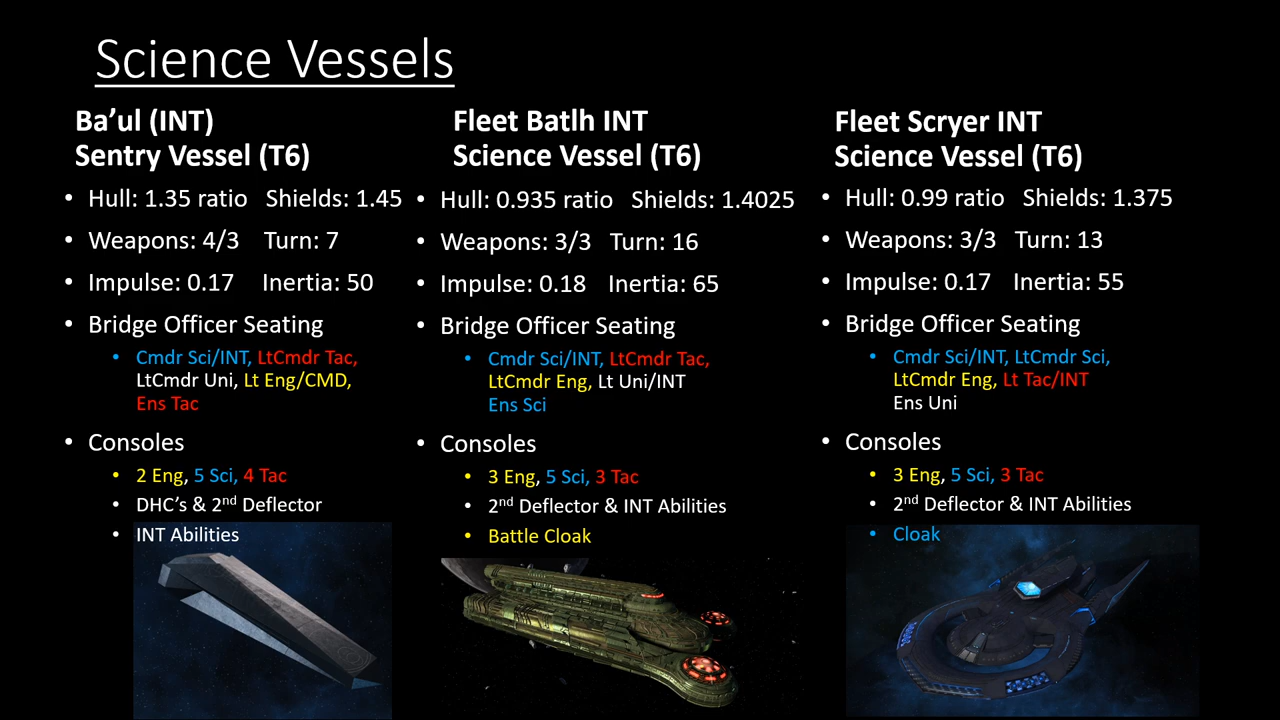 Science Vessels
Ba’ul (INT)
Sentry Vessel (T6)
• Hull: 1.35 ratio Shields: 1.45
• Weapons: 4/3 Turn: 7
• Impulse: 0.17 Inertia: 50
• Bridge Officer Seating
• Cmdr Sci/INT, LtCmdr Tac,
LtCmdr Uni, Lt Eng/CMD,
Ens Tac
• Consoles
• 2 Eng, 5 Sci, 4 Tac
• DHC’s & 2nd Deflector
• INT Abilities
Fleet Batlh INT
Science Vessel (T6)
• Hull: 0.935 ratio Shields: 1.4025
• Weapons: 3/3 Turn: 16
• Impulse: 0.18 Inertia: 65
• Bridge Officer Seating
• Cmdr Sci/INT, LtCmdr Tac,
LtCmdr Eng, Lt Uni/INT
Ens Sci
• Consoles
• 3 Eng, 5 Sci, 3 Tac
• 2nd Deflector & INT Abilities
• Battle Cloak
Fleet Scryer INT
Science Vessel (T6)
• Hull: 0.99 ratio Shields: 1.375
• Weapons: 3/3 Turn: 13
• Impulse: 0.17 Inertia: 55
• Bridge Officer Seating
• Cmdr Sci/INT, LtCmdr Sci,
LtCmdr Eng, Lt Tac/INT
Ens Uni
• Consoles
• 3 Eng, 5 Sci, 3 Tac
• 2nd Deflector & INT Abilities
• Cloak